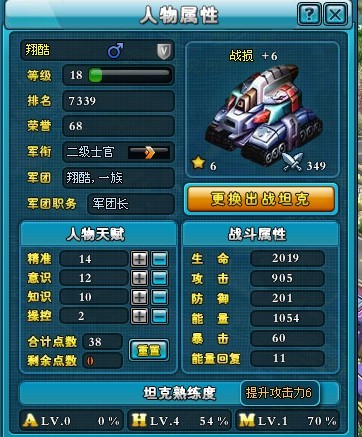 人物属性 ? X
翔酷 ♂ V
战损 +6
等级 18
排名 7339
荣誉 68
军衔 二级士官
军团 翔酷,一族
军团职务 军团长
6 349
更换出战坦克
人物天赋
精准 14 + -
意识 12 + -
知识 10 + -
操控 2 + -
合计点数 38
剩余点数 0
重置
战斗属性
生命 2019
攻击 905
防御 201
能量 1054
暴击 60
能量回复 11
坦克熟练度 提升攻击力6
A LV.0 0% H LV.4 54% M LV.1 70%